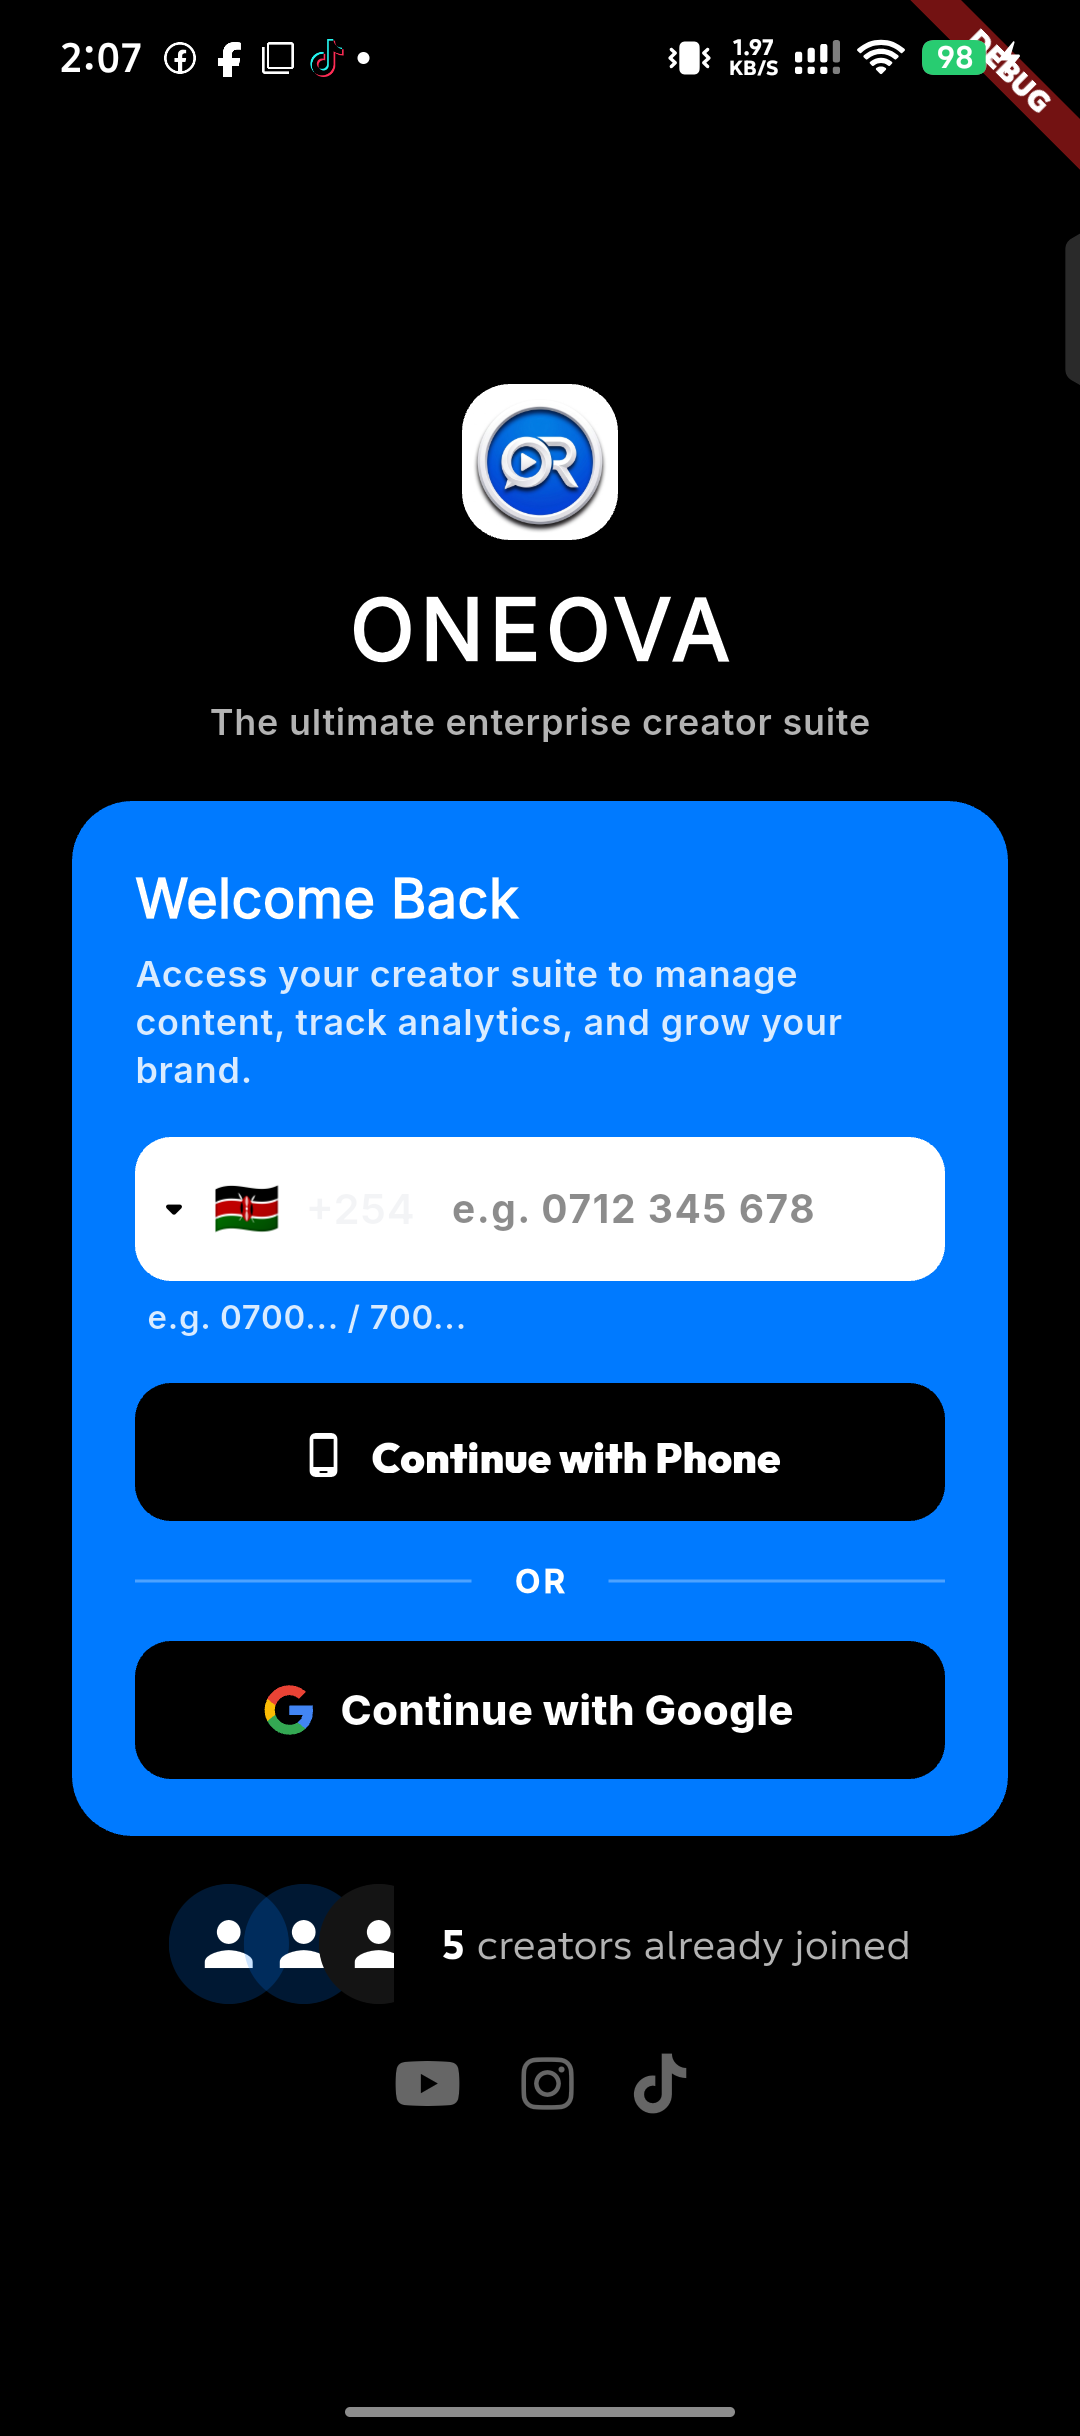 2:07
1.97
KB/S
98
DEBUG
OR
ONEOVA
The ultimate enterprise creator suite
Welcome Back
Access your creator suite to manage
content, track analytics, and grow your
brand.
+254 e.g. 0712 345 678
e.g. 0700... / 700...
Continue with Phone
OR
Continue with Google
5 creators already joined